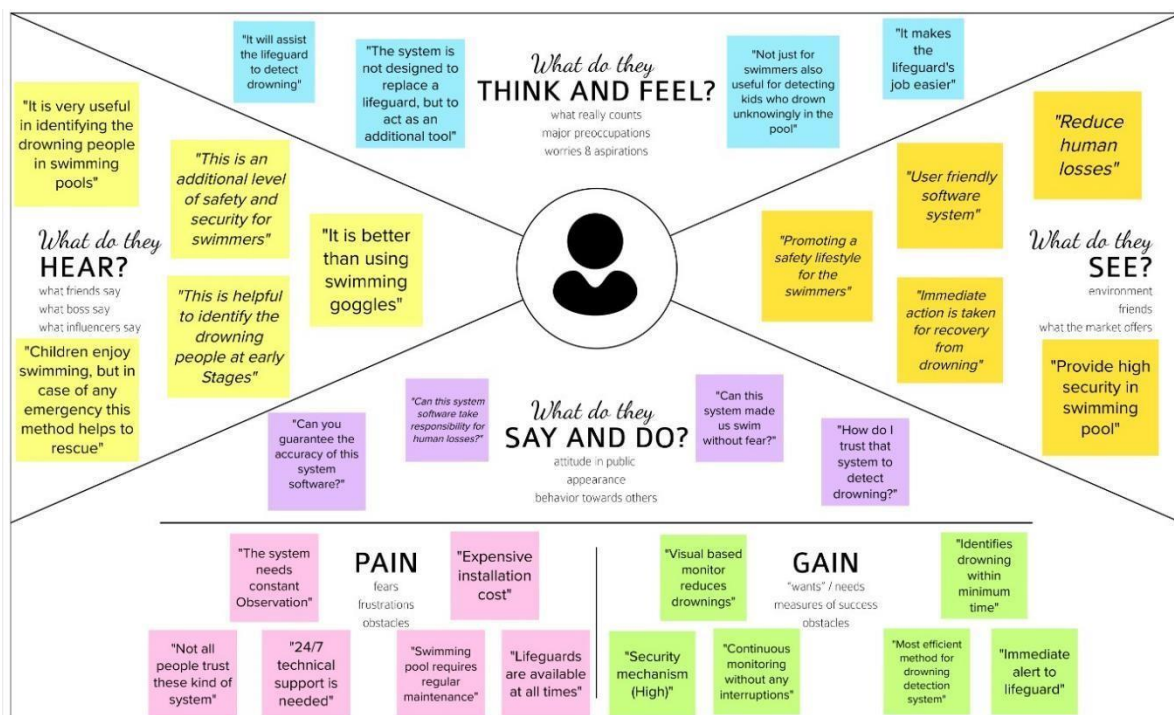 "It will assist
the lifeguard
to detect
drowning"
"The system is
not designed to
replace a
lifeguard, but to
act as an
additional tool"
What do they
THINK AND FEEL?
what really counts
major preoccupations
worries & aspirations
"Not just for
swimmers also
useful for detecting
kids who drown
unknowingly in the
pool"
"It makes
the
lifeguard's
job easier"
"It is very useful
in identifying the
drowning people
in swimming
pools"
"This is an
additional level
of safety and
security for
swimmers"
"It is better
than using
swimming
goggles"
What do they
HEAR?
what friends say
what boss say
what influencers say
"This is helpful
to identify the
drowning
people at early
Stages"
"Children enjoy
swimming, but in
case of any
emergency this
method helps to
rescue"
"Reduce
human
losses"
"User friendly
software
system"
"Promoting a
safety lifestyle
for the
swimmers"
What do they
SEE?
environment
friends
what the market offers
"Immediate
action is taken
for recovery
from
drowning"
"Provide high
security in
swimming
pool"
"Can you
guarantee the
accuracy of this
system
software?"
"Can this system
software take
responsibility for
human losses?"
What do they
SAY AND DO?
attitude in public
appearance
behavior towards others
"Can this
system made
us swim
without fear?"
"How do I
trust that
system to
detect
drowning?"
"The system
needs
constant
Observation"
PAIN
fears
frustrations
obstacles
"Expensive
installation
cost"
"Not all
people trust
these kind of
system"
"24/7
technical
support is
needed"
"Swimming
pool requires
regular
maintenance"
"Lifeguards
are available
at all times"
"Visual based
monitor
reduces
drownings"
GAIN
"wants" / needs
measures of success
obstacles
"Identifies
drowning
within
minimum
time"
"Security
mechanism
(High)"
"Continuous
monitoring
without any
interruptions"
"Most efficient
method for
drowning
detection
system"
"Immediate
alert to
lifeguard"